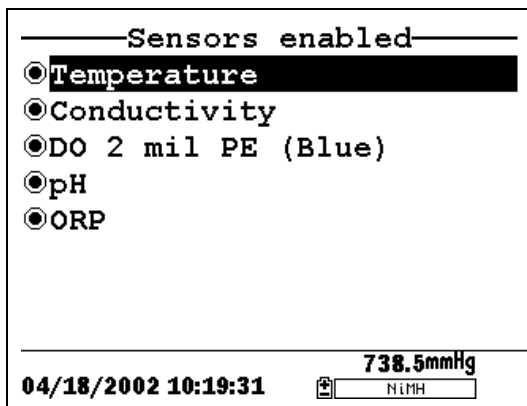 Sensors enabled
Temperature
Conductivity
DO 2 mil PE (Blue)
pH
ORP
738.5mmHg
04/18/2002 10:19:31 NiMH